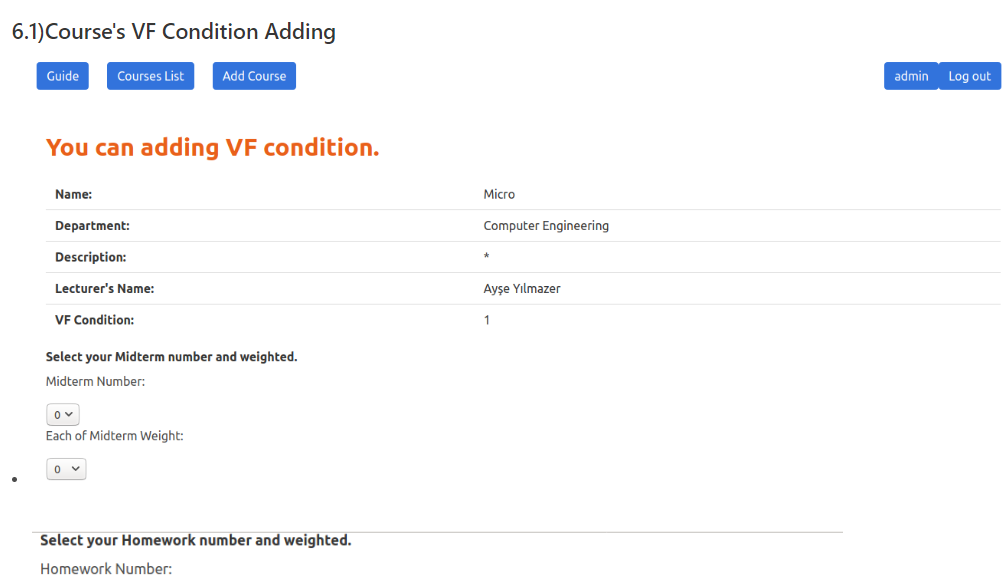 6.1)Course's VF Condition Adding
Guide Courses List Add Course admin Log out
You can adding VF condition.
Name: Micro
Department: Computer Engineering
Description: *
Lecturer's Name: Ayşe Yılmazer
VF Condition: 1
Select your Midterm number and weighted.
Midterm Number:
0
Each of Midterm Weight:
0
Select your Homework number and weighted.
Homework Number: